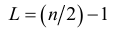 L = (n/2) − 1